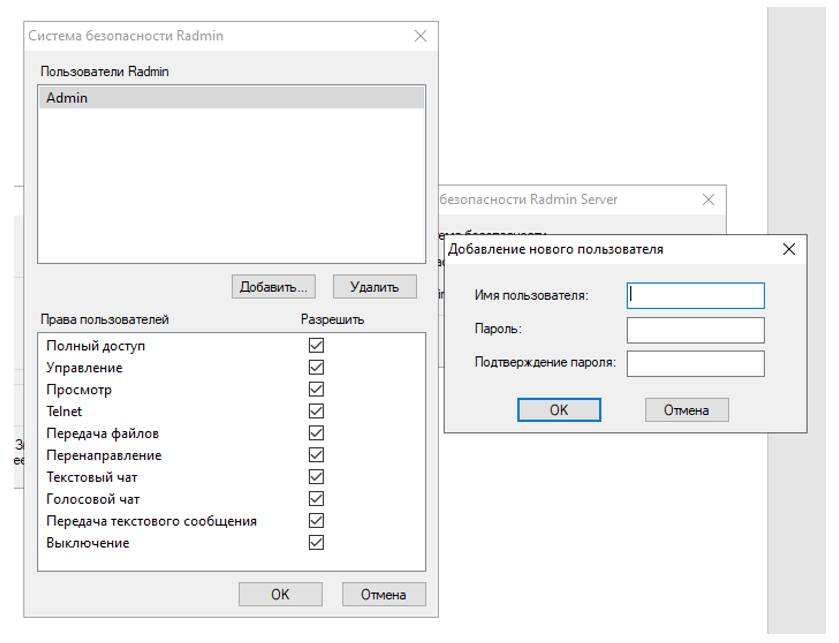 Система безопасности Radmin
Пользователи Radmin
Admin
Добавить...
Удалить
Права пользователей
Разрешить
Полный доступ
Управление
Просмотр
Telnet
Передача файлов
Перенаправление
Текстовый чат
Голосовой чат
Передача текстового сообщения
Выключение
OK
Отмена
безопасности Radmin Server
Добавление нового пользователя
Имя пользователя:
Пароль:
Подтверждение пароля:
OK
Отмена